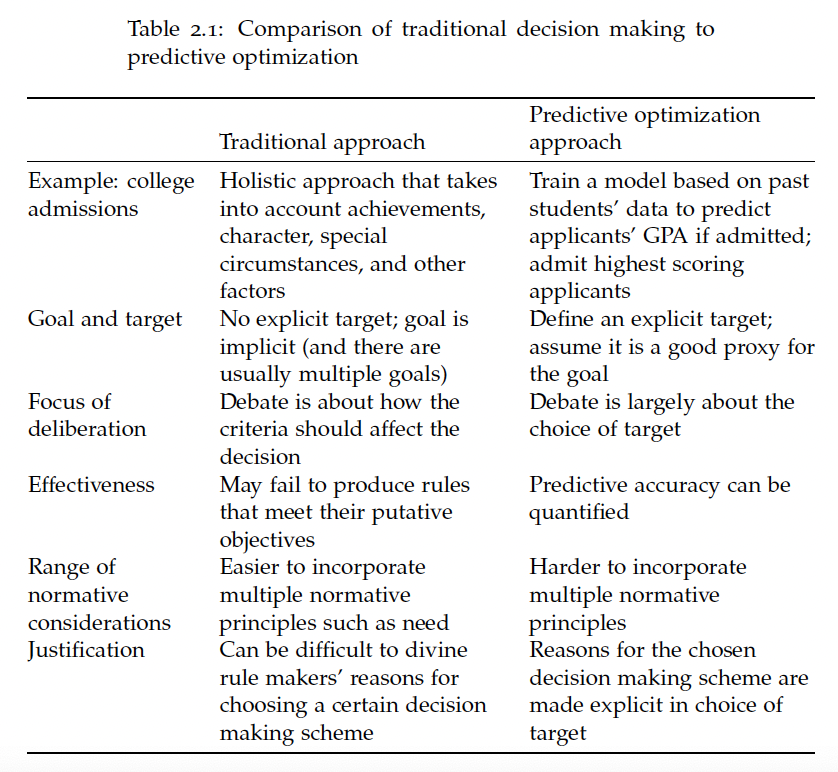 Table 2.1: Comparison of traditional decision making to
predictive optimization
Traditional approach
Predictive optimization
approach
Example: college
admissions
Holistic approach that takes
into account achievements,
character, special
circumstances, and other
factors
Train a model based on past
students’ data to predict
applicants’ GPA if admitted;
admit highest scoring
applicants
Goal and target
No explicit target; goal is
implicit (and there are
usually multiple goals)
Define an explicit target;
assume it is a good proxy for
the goal
Focus of
deliberation
Debate is about how the
criteria should affect the
decision
Debate is largely about the
choice of target
Effectiveness
May fail to produce rules
that meet their putative
objectives
Predictive accuracy can be
quantified
Range of
normative
considerations
Easier to incorporate
multiple normative
principles such as need
Harder to incorporate
multiple normative
principles
Justification
Can be difficult to divine
rule makers’ reasons for
choosing a certain decision
making scheme
Reasons for the chosen
decision making scheme are
made explicit in choice of
target